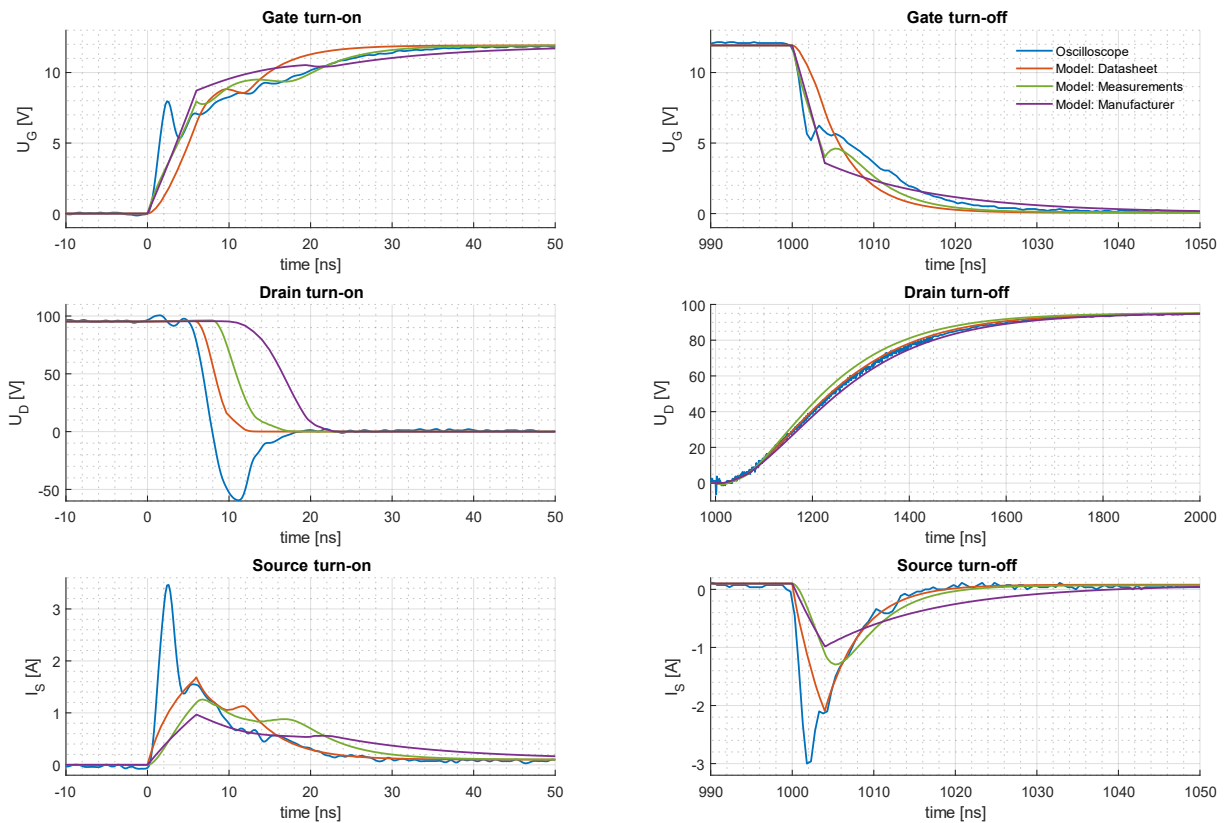 Gate turn-on
10
5
0
U_G [V]
-10 0 10 20 30 40 50
time [ns]
Gate turn-off
Oscilloscope
Model: Datasheet
Model: Measurements
Model: Manufacturer
10
5
0
U_G [V]
990 1000 1010 1020 1030 1040 1050
time [ns]
Drain turn-on
100
50
0
-50
U_D [V]
-10 0 10 20 30 40 50
time [ns]
Drain turn-off
100
80
60
40
20
0
U_D [V]
1000 1200 1400 1600 1800 2000
time [ns]
Source turn-on
3
2
1
0
I_S [A]
-10 0 10 20 30 40 50
time [ns]
Source turn-off
0
-1
-2
-3
I_S [A]
990 1000 1010 1020 1030 1040 1050
time [ns]